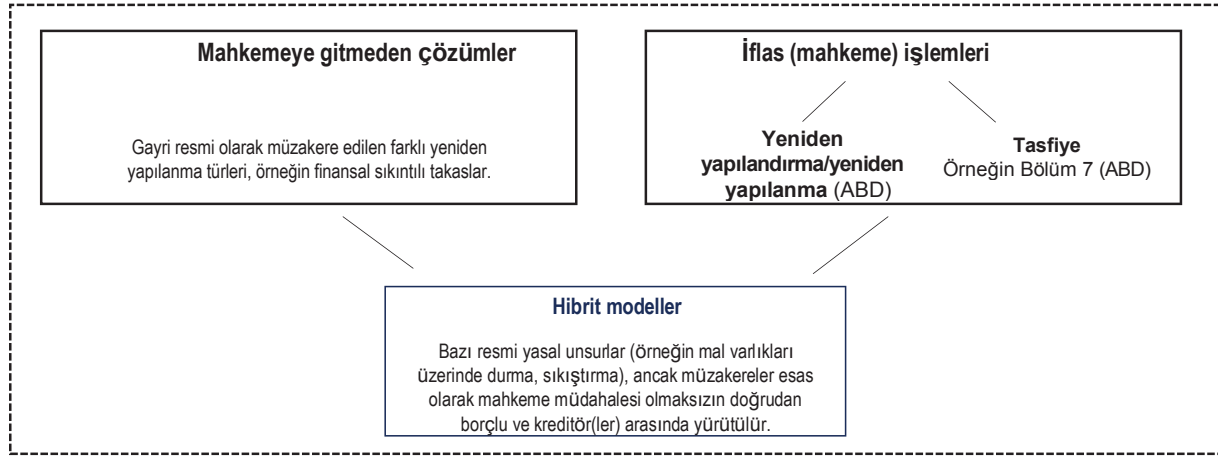 Mahkemeye gitmeden çözümler
Gayri resmi olarak müzakere edilen farklı yeniden
yapılanma türleri, örneğin finansal sıkıntılı takaslar.
İflas (mahkeme) işlemleri
Yeniden
yapılandırma/yeniden
yapılanma (ABD)
Tasfiye
Örneğin Bölüm 7 (ABD)
Hibrit modeller
Bazı resmi yasal unsurlar (örneğin mal varlıkları
üzerinde durma, sıkıştırma), ancak müzakereler esas
olarak mahkeme müdahalesi olmaksızın doğrudan
borçlu ve kreditör(ler) arasında yürütülür.